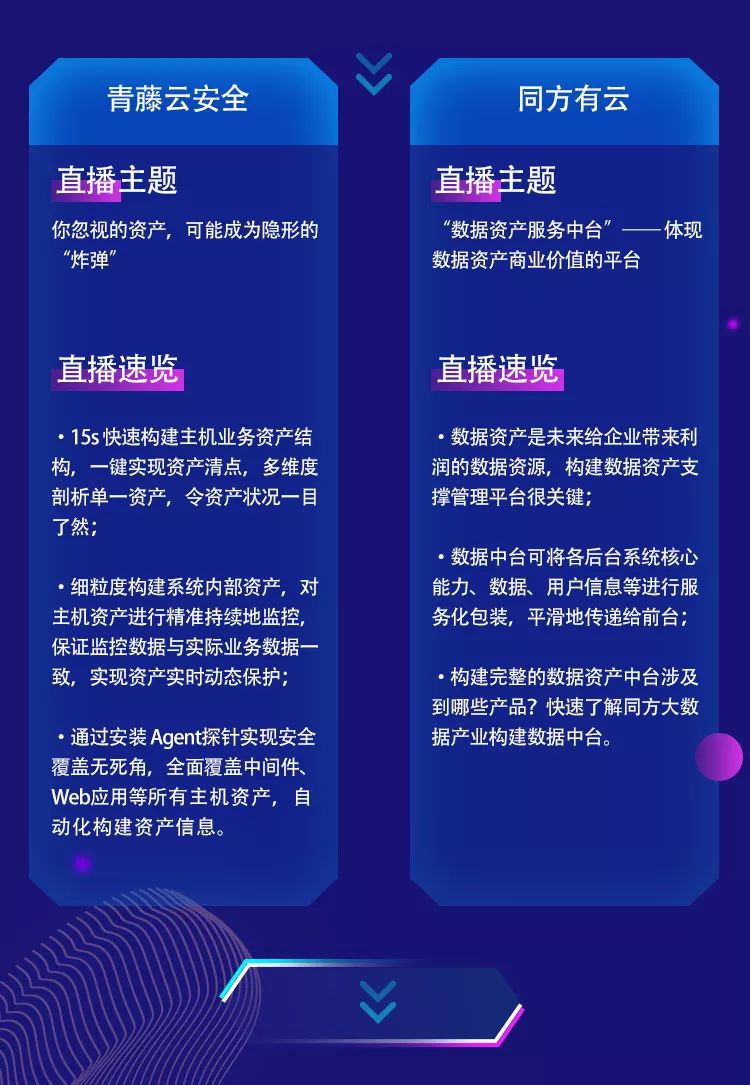 青藤云安全
直播主题
你忽视的资产，可能成为隐形的
“炸弹”
直播速览
·15s快速构建主机业务资产结
构，一键实现资产清点，多维度
剖析单一资产，令资产状况一目
了然；
·细粒度构建系统内部资产，对
主机资产进行精准持续地监控，
保证监控数据与实际业务数据一
致，实现资产实时动态保护；
·通过安装Agent探针实现安全
覆盖无死角，全面覆盖中间件、
Web应用等所有主机资产，自
动化构建资产信息。
同方有云
直播主题
“数据资产服务中台”——体现
数据资产商业价值的平台
直播速览
·数据资产是未来给企业带来利
润的数据资源，构建数据资产支
撑管理平台很关键；
·数据中台可将各后台系统核心
能力、数据、用户信息等进行服
务化包装，平滑地传递给前台；
·构建完整的数据资产中台涉及
到哪些产品？快速了解同方大数
据产业构建数据中台。